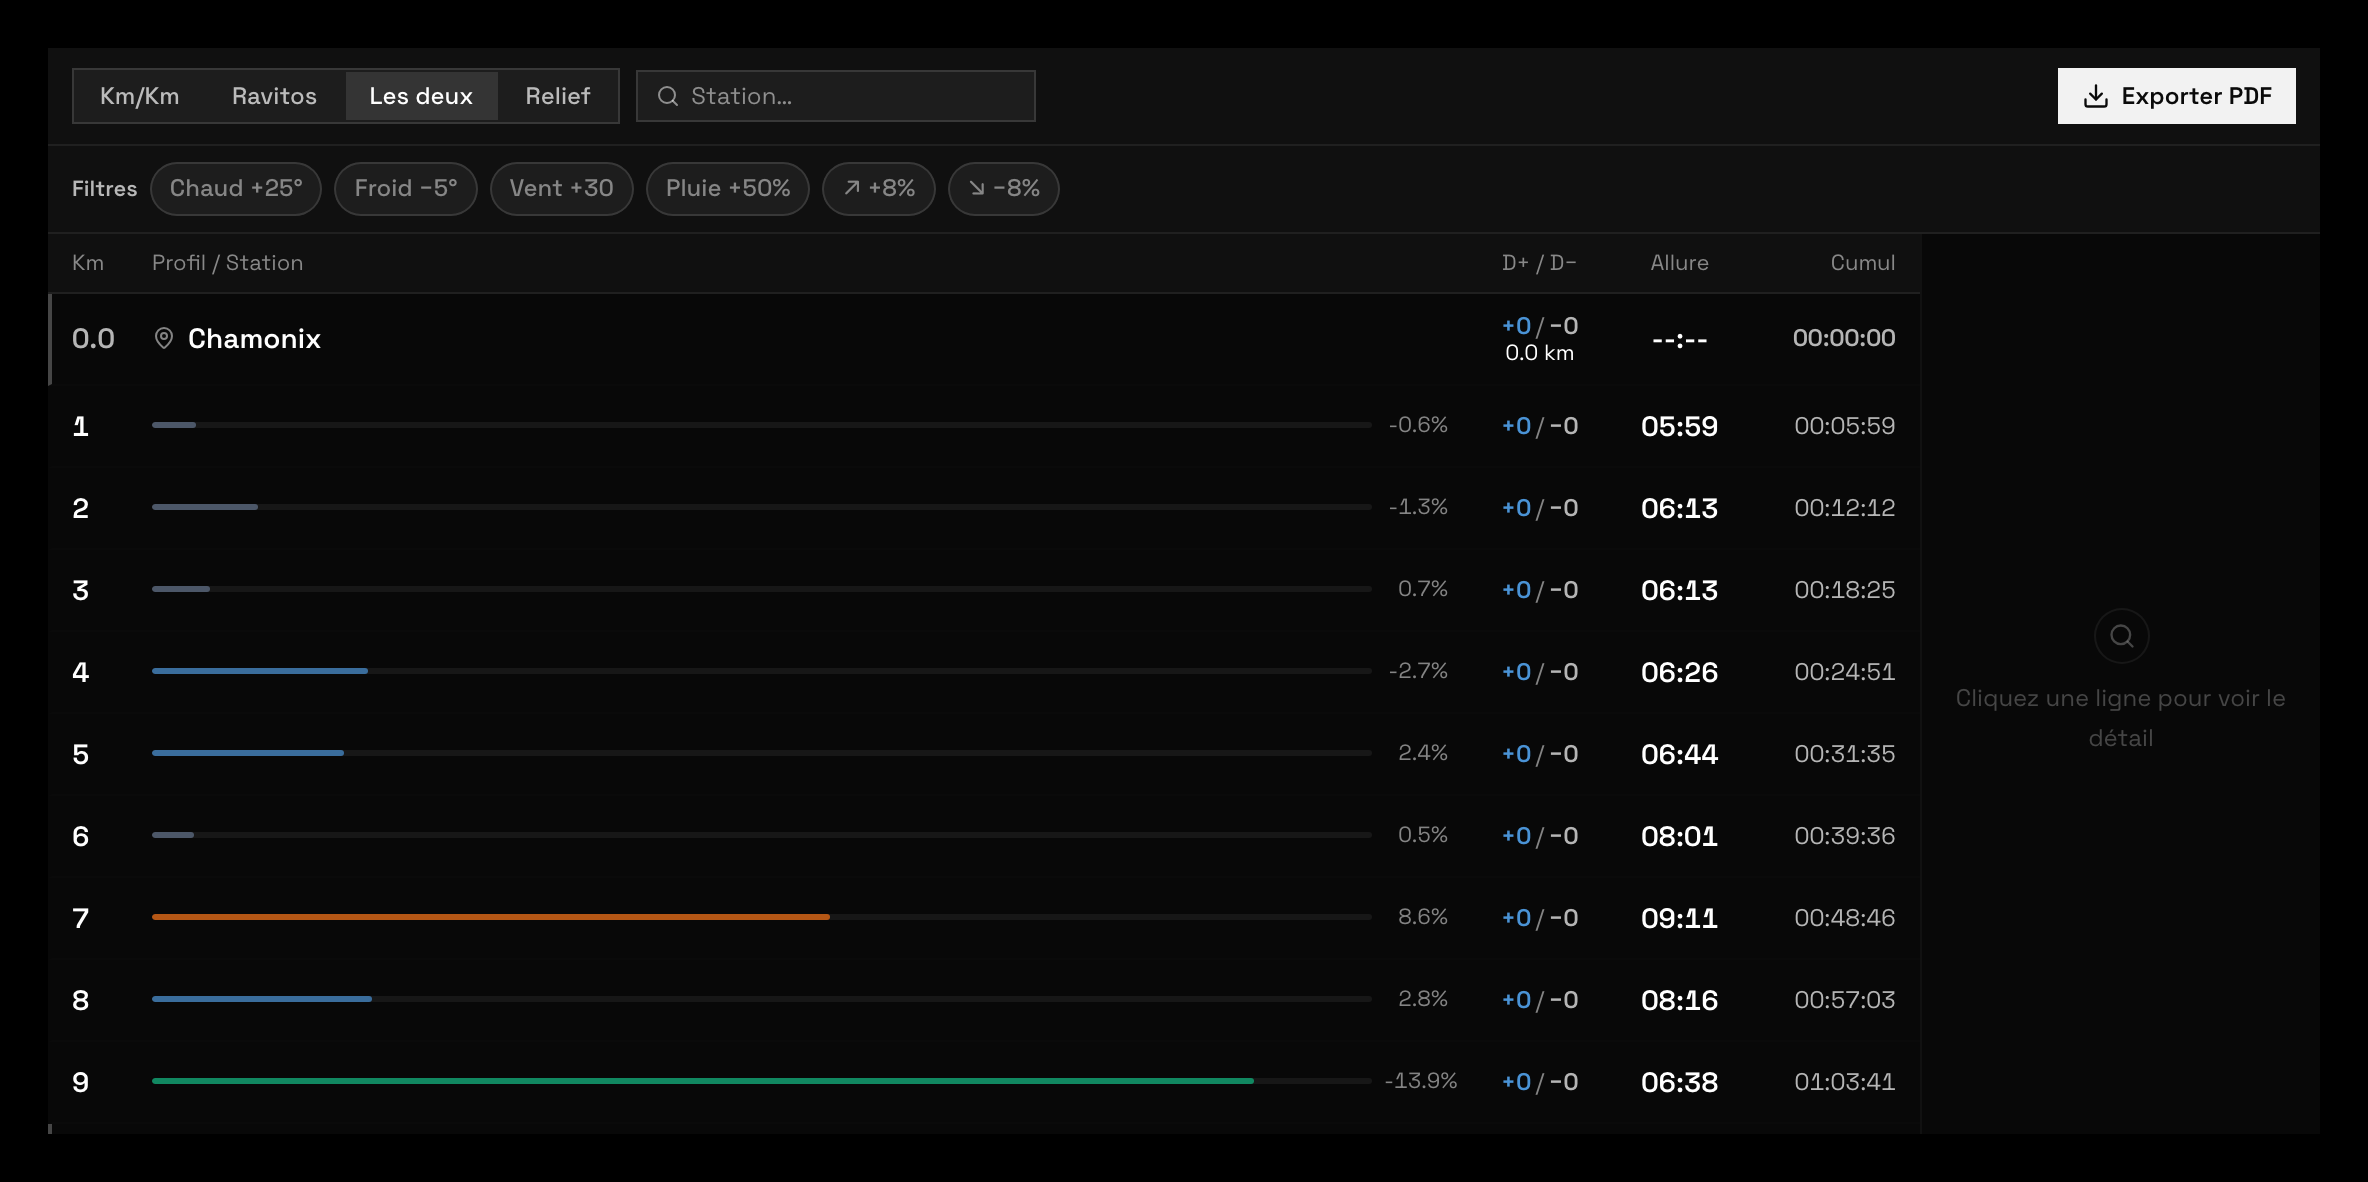 Km/Km Ravitos Les deux Relief Station... Exporter PDF
Filtres Chaud +25° Froid −5° Vent +30 Pluie +50% ↗ +8% ↘ −8%
Km Profil / Station D+ / D− Allure Cumul
0.0 Chamonix +0 / −0 --:-- 00:00:00
0.0 km
1 -0.6% +0 / −0 05:59 00:05:59
2 -1.3% +0 / −0 06:13 00:12:12
3 0.7% +0 / −0 06:13 00:18:25
4 -2.7% +0 / −0 06:26 00:24:51
5 2.4% +0 / −0 06:44 00:31:35
6 0.5% +0 / −0 08:01 00:39:36
7 8.6% +0 / −0 09:11 00:48:46
8 2.8% +0 / −0 08:16 00:57:03
9 -13.9% +0 / −0 06:38 01:03:41
Cliquez une ligne pour voir le
détail